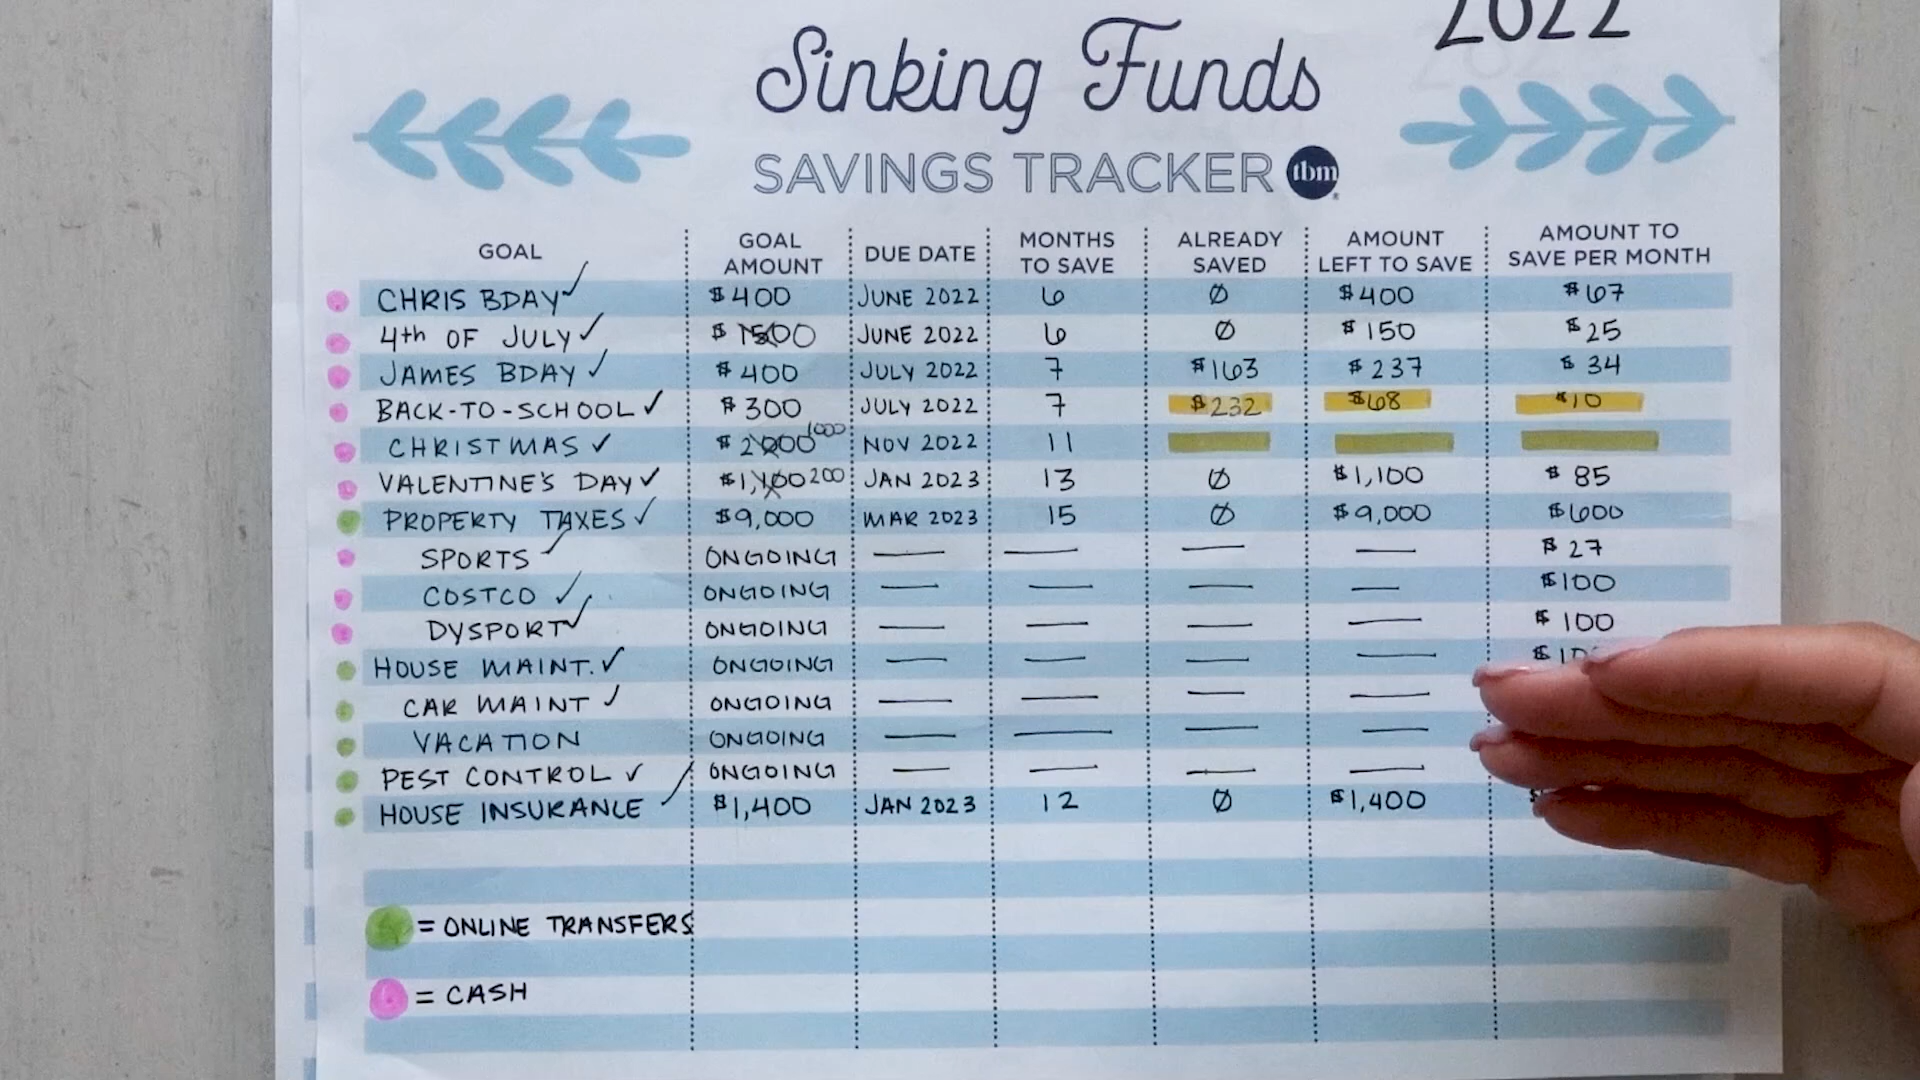 2022
Sinking Funds
SAVINGS TRACKER tbm
GOAL GOAL AMOUNT DUE DATE MONTHS TO SAVE ALREADY SAVED AMOUNT LEFT TO SAVE AMOUNT TO SAVE PER MONTH
CHRIS BDAY ✓ $400 JUNE 2022 6 Ø $400 $67
4th OF JULY ✓ $ JUNE 2022 6 Ø $150 $25
JAMES BDAY ✓ $400 JULY 2022 7 $163 $237 $34
BACK-TO-SCHOOL ✓ $300 JULY 2022 7 $232 $68 $10
CHRISTMAS ✓ $2000 1000 NOV 2022 11
VALENTINE'S DAY ✓ $1,100 200 JAN 2023 13 Ø $1,100 $85
PROPERTY TAXES ✓ $9,000 MAR 2023 15 Ø $9,000 $600
SPORTS ✓ ONGOING — — — — $27
COSTCO ✓ ONGOING — — — — $100
DYSPORT ✓ ONGOING — — — — $100
HOUSE MAINT. ✓ ONGOING — — — —
CAR MAINT ✓ ONGOING — — — —
VACATION ONGOING — — — —
PEST CONTROL ✓ ONGOING — — — —
HOUSE INSURANCE ✓ $1,400 JAN 2023 12 Ø $1,400
= ONLINE TRANSFERS
= CASH